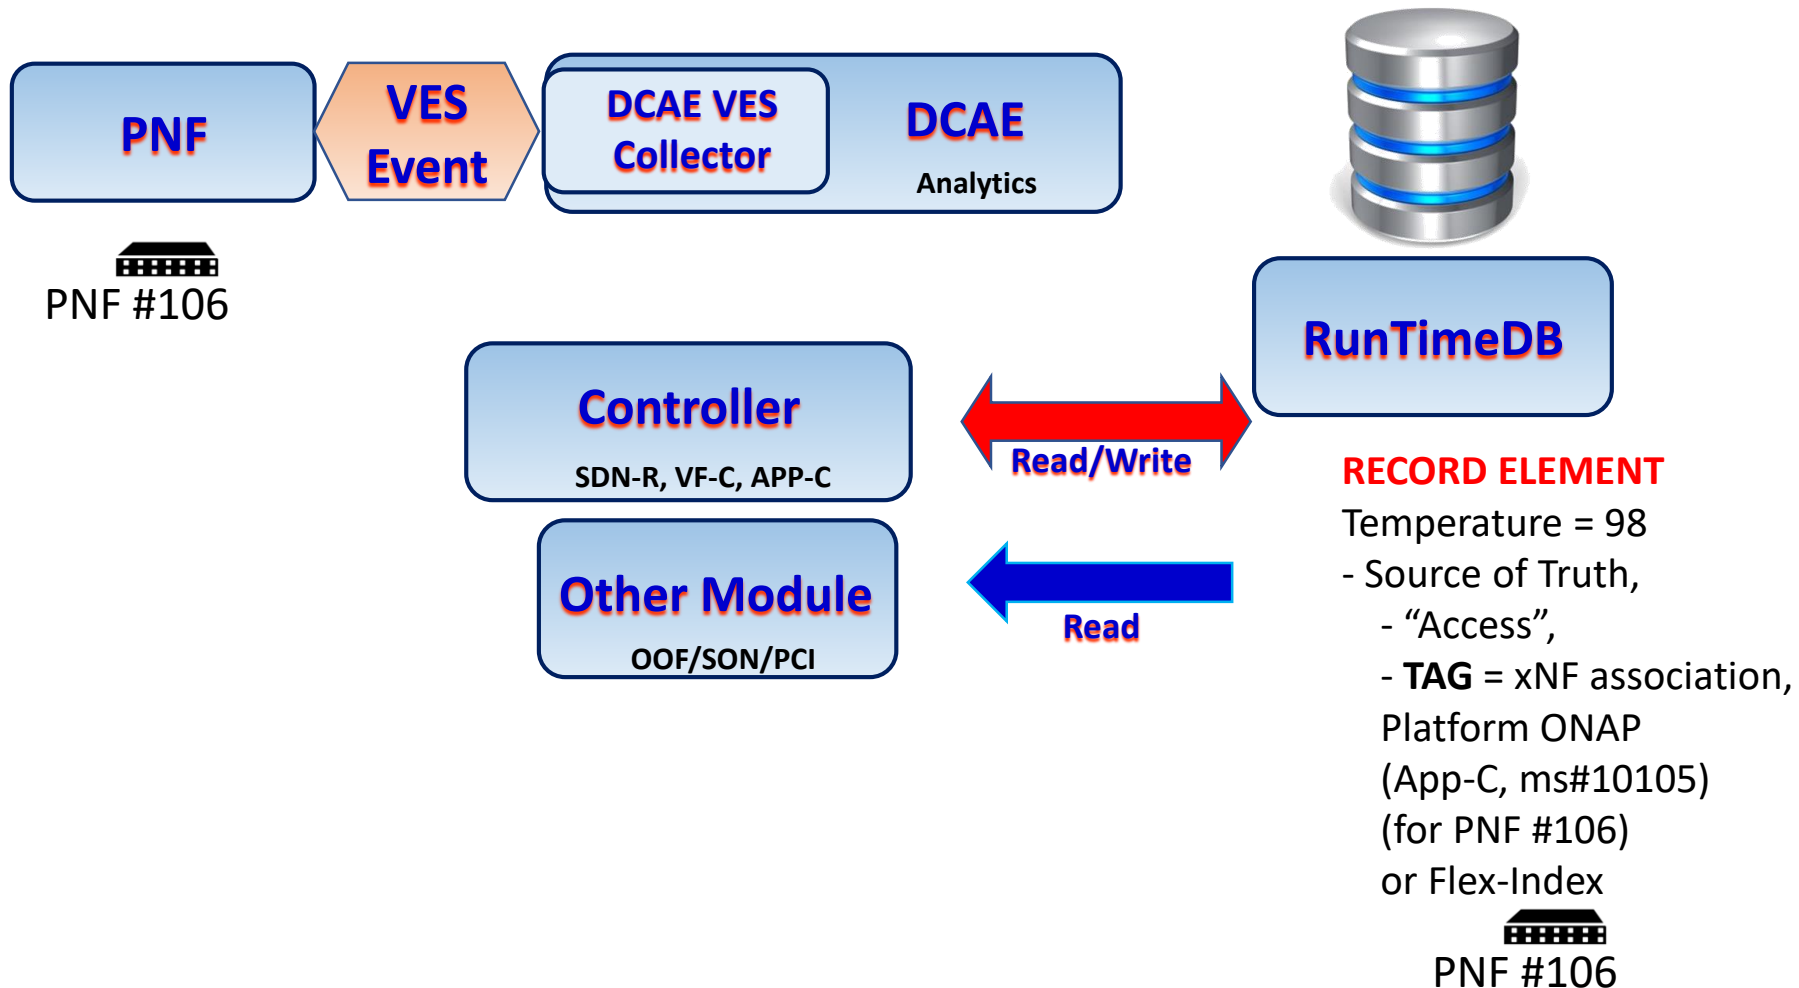 PNF
VES
Event
DCAE VES
Collector
DCAE
Analytics
PNF #106
RunTimeDB
Controller
SDN-R, VF-C, APP-C
Read/Write
Other Module
OOF/SON/PCI
Read
RECORD ELEMENT
Temperature = 98
- Source of Truth,
- “Access”,
- TAG = xNF association,
Platform ONAP
(App-C, ms#10105)
(for PNF #106)
or Flex-Index
PNF #106